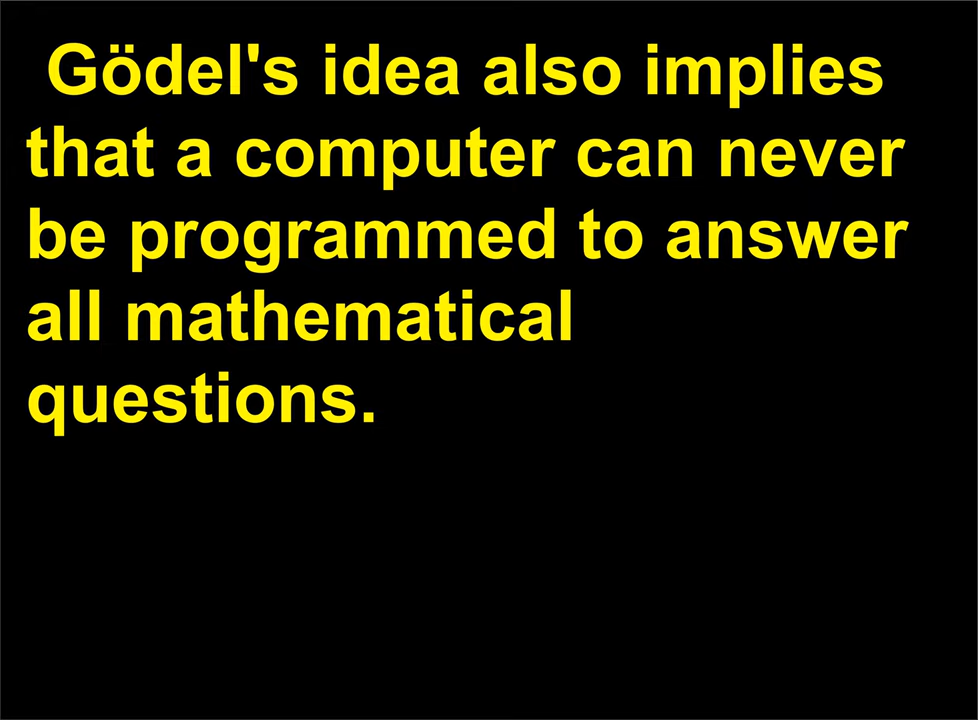 Gödel's idea also implies
that a computer can never
be programmed to answer
all mathematical
questions.